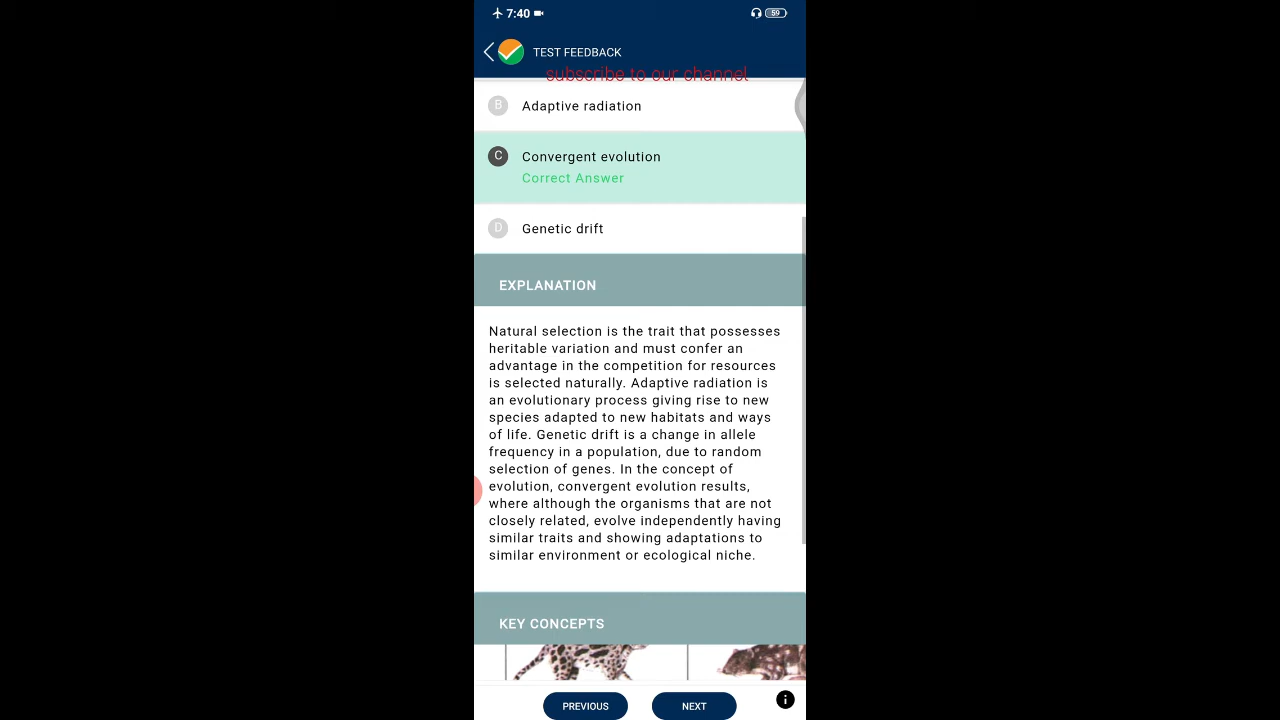 7:40
59
TEST FEEDBACK
subscribe to our channel
B Adaptive radiation
C Convergent evolution
Correct Answer
D Genetic drift
EXPLANATION
Natural selection is the trait that possesses
heritable variation and must confer an
advantage in the competition for resources
is selected naturally. Adaptive radiation is
an evolutionary process giving rise to new
species adapted to new habitats and ways
of life. Genetic drift is a change in allele
frequency in a population, due to random
selection of genes. In the concept of
evolution, convergent evolution results,
where although the organisms that are not
closely related, evolve independently having
similar traits and showing adaptations to
similar environment or ecological niche.
KEY CONCEPTS
PREVIOUS NEXT